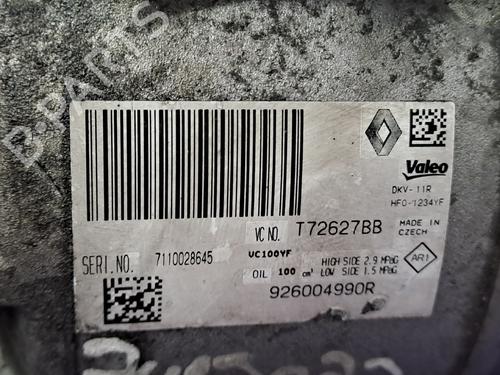 B-PARTS
Valeo
DKV-11R
HFO-1234YF
VC NO. T72627BB
MADE IN
CZECH
SERI.NO. 7110028645
VC100YF
OIL 100 cm³
HIGH SIDE 2.9 MPaG
LOW SIDE 1.5 MPaG
AR1
926004990R